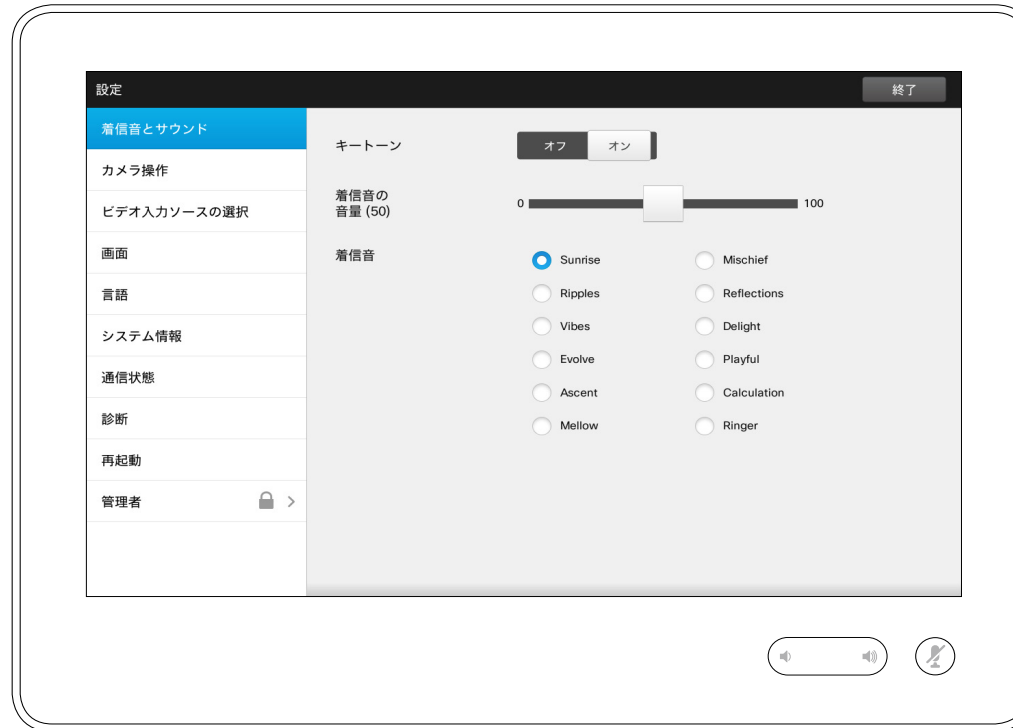 設定
終了
着信音とサウンド
カメラ操作
ビデオ入力ソースの選択
画面
言語
システム情報
通信状態
診断
再起動
管理者
キートーン
オフ オン
着信音の
音量 (50)
0 100
着信音
Sunrise Mischief
Ripples Reflections
Vibes Delight
Evolve Playful
Ascent Calculation
Mellow Ringer